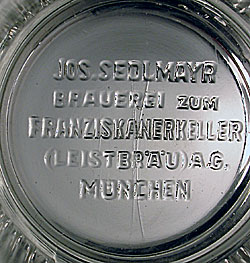 JOS. SEDLMAYR
BRAUEREI ZUM
FRANZISKANERKELLER
(LEISTBRÄU) A.G.
MÜNCHEN